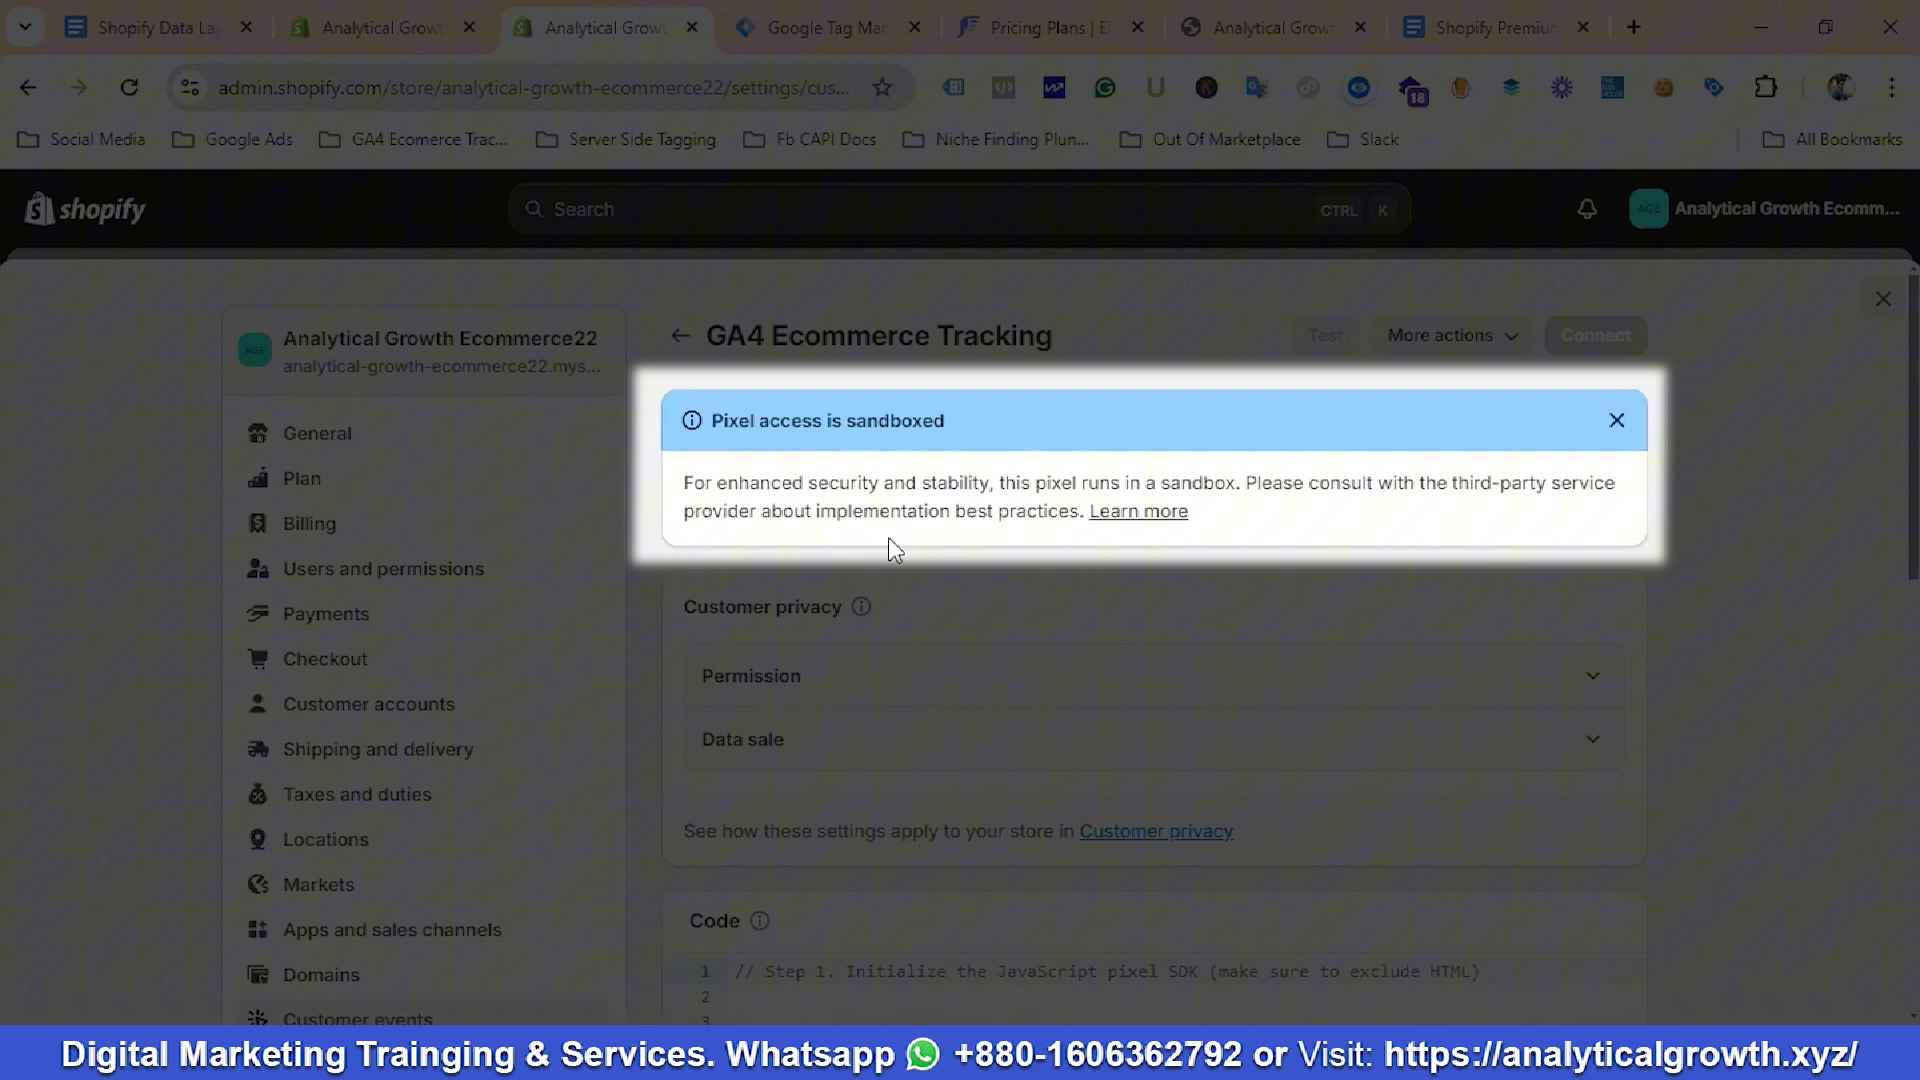 Shopify Data Lay
Analytical Growt
Analytical Growt
Google Tag Man
Pricing Plans | E
Analytical Growt
Shopify Premium
admin.shopify.com/store/analytical-growth-ecommerce22/settings/cus...
18
Social Media
Google Ads
GA4 Ecomerce Trac...
Server Side Tagging
Fb CAPI Docs
Niche Finding Plun...
Out Of Marketplace
Slack
All Bookmarks
shopify
Search
CTRL K
AGE
Analytical Growth Ecomm...
AGE
Analytical Growth Ecommerce22
analytical-growth-ecommerce22.mys...
General
Plan
Billing
Users and permissions
Payments
Checkout
Customer accounts
Shipping and delivery
Taxes and duties
Locations
Markets
Apps and sales channels
Domains
Customer events
GA4 Ecommerce Tracking
Test
More actions
Connect
Pixel access is sandboxed
For enhanced security and stability, this pixel runs in a sandbox. Please consult with the third-party service
provider about implementation best practices. Learn more
Customer privacy
Permission
Data sale
See how these settings apply to your store in Customer privacy
Code
1 // Step 1. Initialize the JavaScript pixel SDK (make sure to exclude HTML)
2
3
Digital Marketing Trainging & Services. Whatsapp +880-1606362792 or Visit: https://analyticalgrowth.xyz/